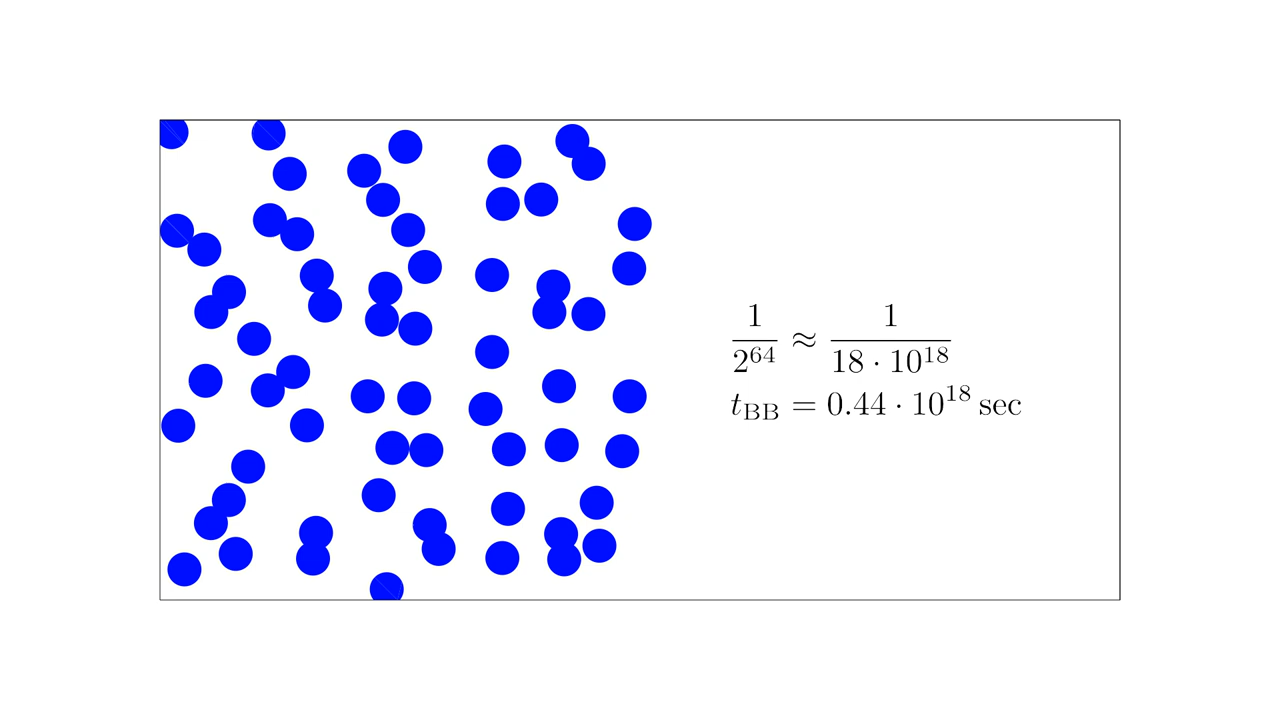 1/2^64 ≈ 1/(18 · 10^18)
t_BB = 0.44 · 10^18 sec